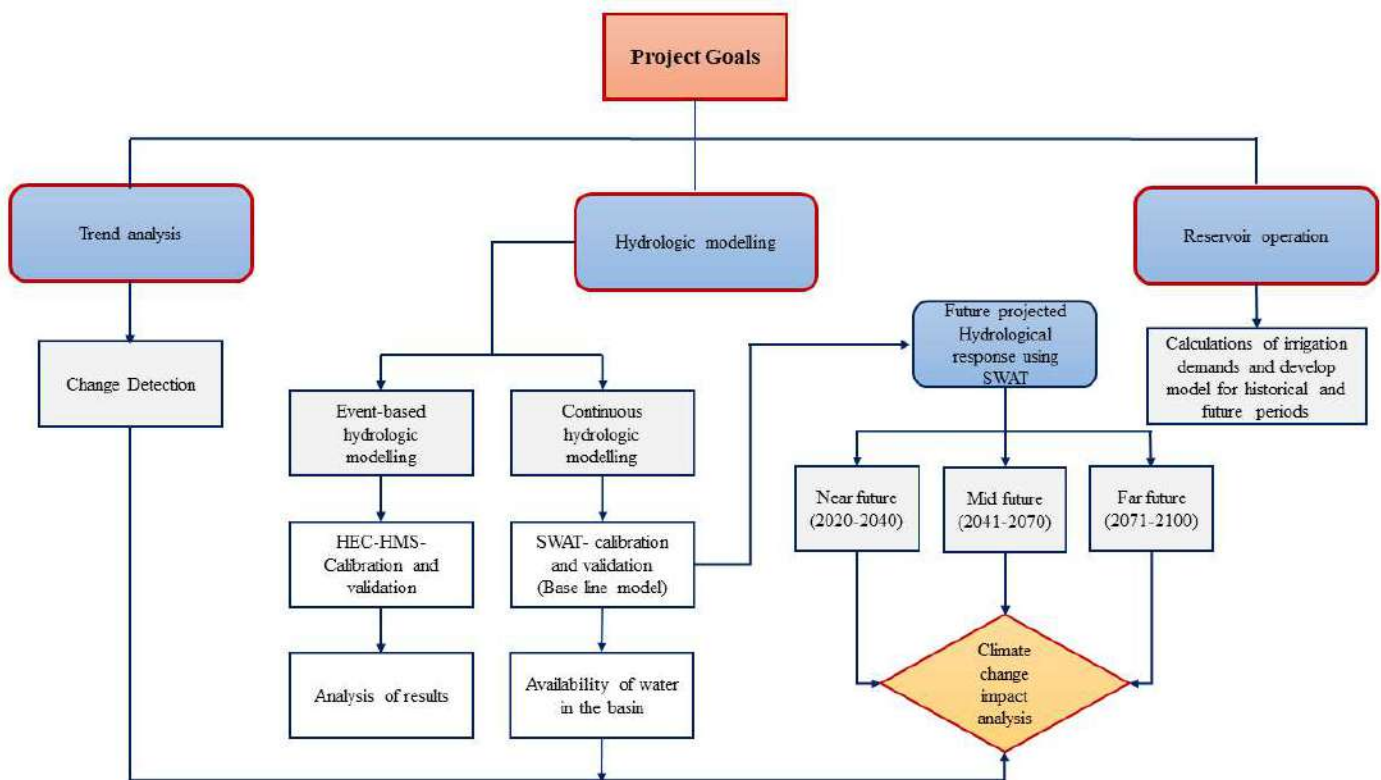 Project Goals
Trend analysis
Hydrologic modelling
Reservoir operation
Change Detection
Event-based
hydrologic
modelling
Continuous
hydrologic
modelling
Future projected
Hydrological
response using
SWAT
Calculations of irrigation
demands and develop
model for historical and
future periods
HEC-HMS-
Calibration and
validation
SWAT- calibration
and validation
(Base line model)
Near future
(2020-2040)
Mid future
(2041-2070)
Far future
(2071-2100)
Analysis of results
Availability of water
in the basin
Climate
change
impact
analysis